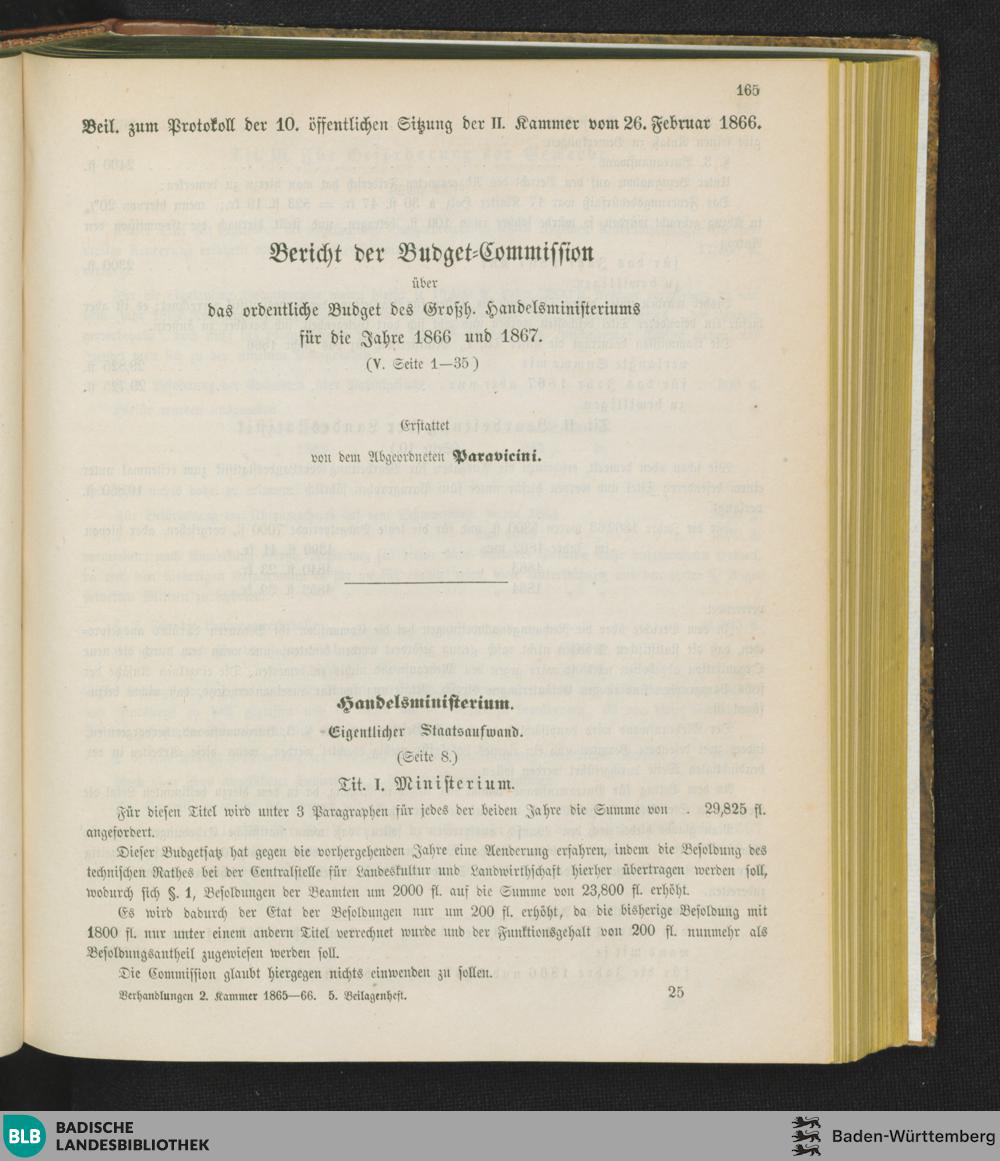 165
Beil. zum Protokoll der 10. öffentlichen Sitzung der II. Kammer vom 26. Februar 1866.
Bericht der Budget-Commission
über
das ordentliche Budget des Großh. Handelsministeriums
für die Jahre 1866 und 1867.
(V. Seite 1—35)
Erstattet
von dem Abgeordneten Paravicini.
Handelsministerium.
Eigentlicher Staatsaufwand.
(Seite 8.)
Tit. I. Ministerium.
Für diesen Titel wird unter 3 Paragraphen für jedes der beiden Jahre die Summe von . 29,825 fl.
angefordert.
Dieser Budgetsatz hat gegen die vorhergehenden Jahre eine Aenderung erfahren, indem die Besoldung des
technischen Rathes bei der Centralstelle für Landeskultur und Landwirthschaft hierher übertragen werden soll,
wodurch sich §. 1, Besoldungen der Beamten um 2000 fl. auf die Summe von 23,800 fl. erhöht.
Es wird dadurch der Etat der Besoldungen nur um 200 fl. erhöht, da die bisherige Besoldung mit
1800 fl. nur unter einem andern Titel verrechnet wurde und der Funktionsgehalt von 200 fl. nunmehr als
Besoldungsantheil zugewiesen werden soll.
Die Commission glaubt hiergegen nichts einwenden zu sollen.
Verhandlungen 2. Kammer 1865—66. 5. Beilagenheft. 25
BLB BADISCHE
LANDESBIBLIOTHEK
Baden-Württemberg